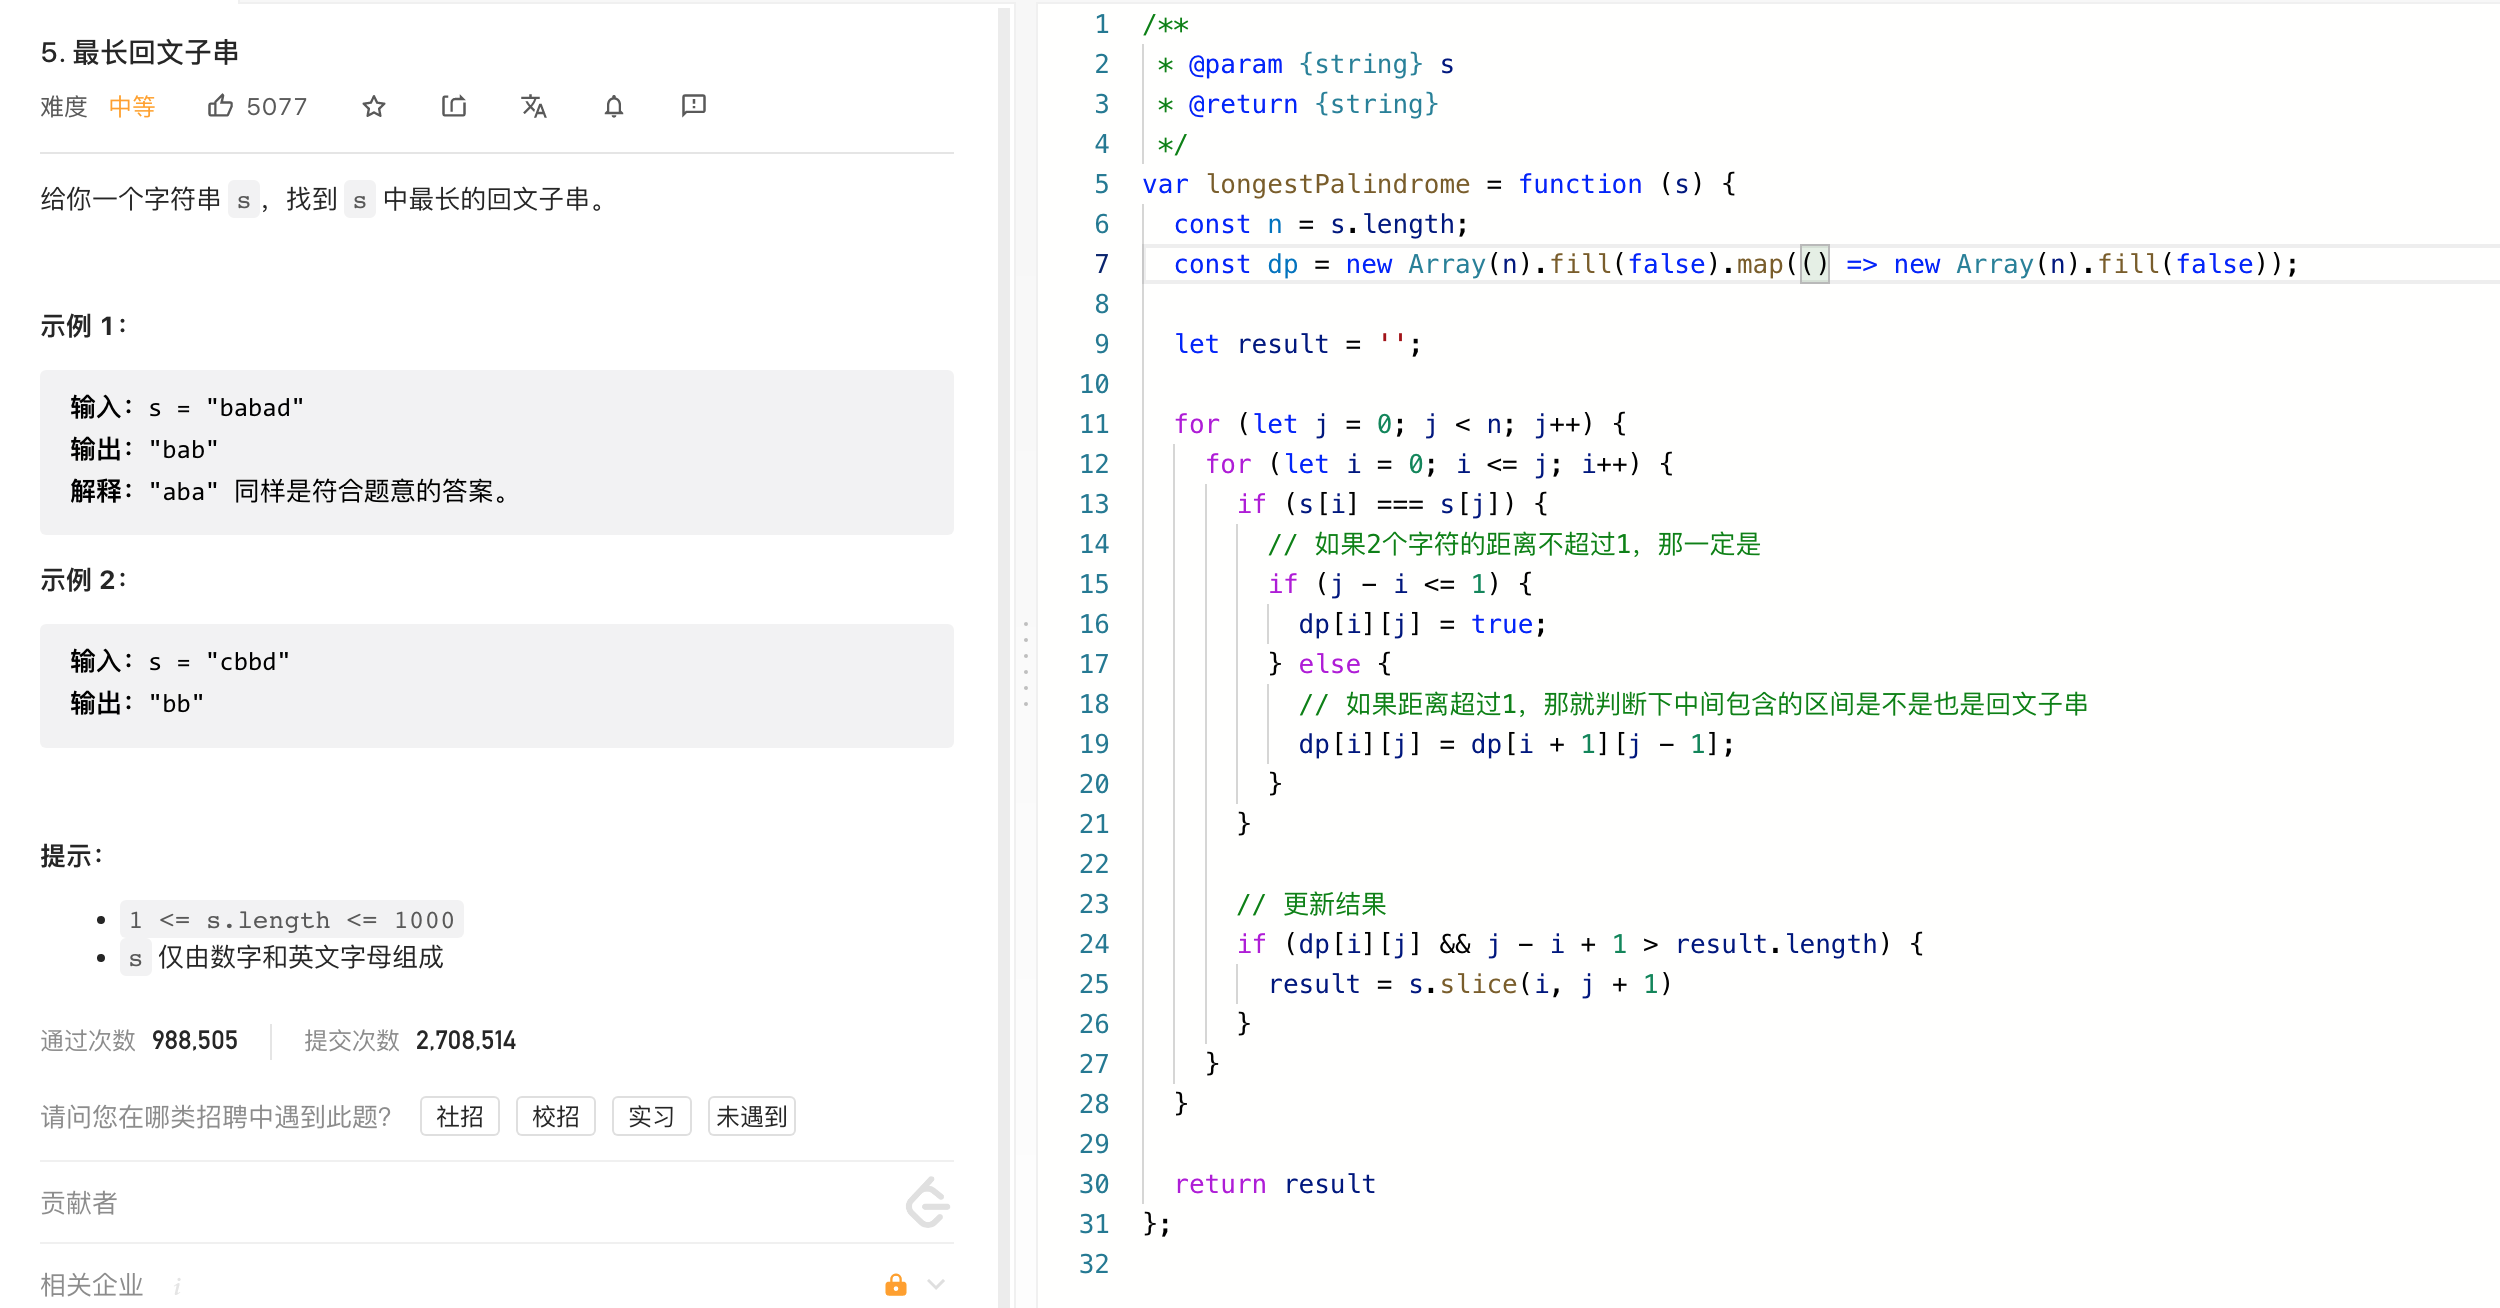 5. 最长回文子串
难度 中等 5077
给你一个字符串 s，找到 s 中最长的回文子串。
示例 1：
输入：s = "babad"
输出："bab"
解释："aba" 同样是符合题意的答案。
示例 2：
输入：s = "cbbd"
输出："bb"
提示：
1 <= s.length <= 1000
s 仅由数字和英文字母组成
通过次数 988,505 提交次数 2,708,514
请问您在哪类招聘中遇到此题? 社招 校招 实习 未遇到
贡献者
相关企业 i
1 /**
2  * @param {string} s
3  * @return {string}
4  */
5 var longestPalindrome = function (s) {
6   const n = s.length;
7   const dp = new Array(n).fill(false).map(() => new Array(n).fill(false));
8
9   let result = '';
10
11   for (let j = 0; j < n; j++) {
12     for (let i = 0; i <= j; i++) {
13       if (s[i] === s[j]) {
14         // 如果2个字符的距离不超过1，那一定是
15         if (j - i <= 1) {
16           dp[i][j] = true;
17         } else {
18           // 如果距离超过1，那就判断下中间包含的区间是不是也是回文子串
19           dp[i][j] = dp[i + 1][j - 1];
20         }
21       }
22
23       // 更新结果
24       if (dp[i][j] && j - i + 1 > result.length) {
25         result = s.slice(i, j + 1)
26       }
27     }
28   }
29
30   return result
31 };
32